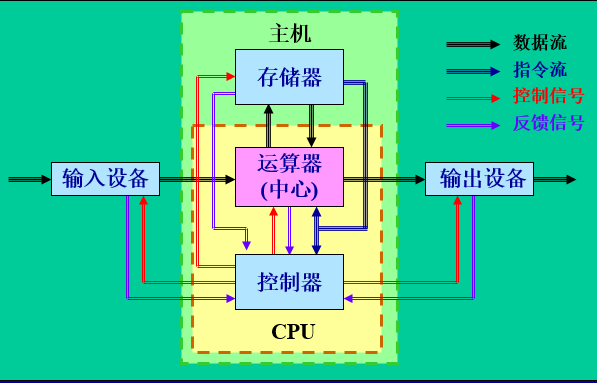 主机
存储器
运算器
(中心)
输入设备
输出设备
控制器
CPU
数据流
指令流
控制信号
反馈信号